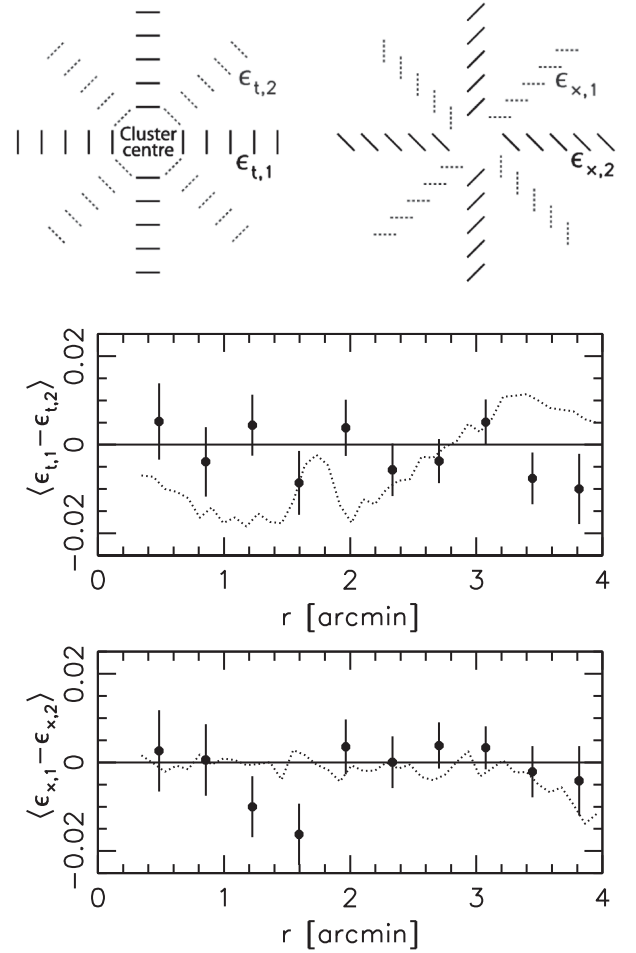 ϵt,2
ϵx,1
Cluster
centre
ϵt,1
ϵx,2
⟨ϵt,1−ϵt,2⟩
0.02
0
−0.02
0 1 2 3 4
r [arcmin]
⟨ϵx,1−ϵx,2⟩
0.02
0
−0.02
0 1 2 3 4
r [arcmin]